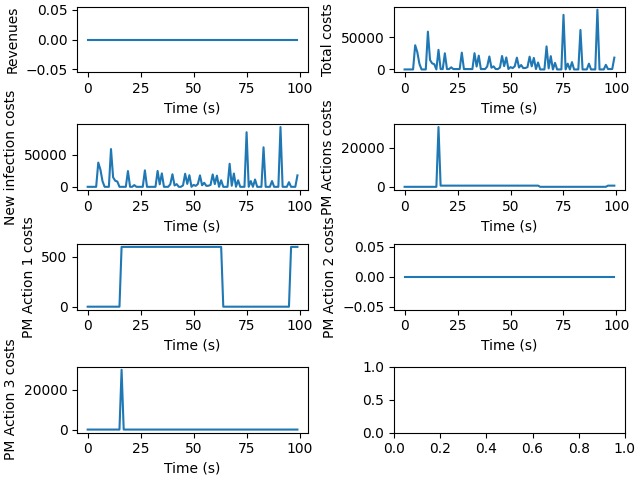 Revenues
0.05
0.00
−0.05
0 25 50 75 100
Time (s)
Total costs
50000
0
0 25 50 75 100
Time (s)
New infection costs
50000
0
0 25 50 75 100
Time (s)
PM Actions costs
20000
0
0 25 50 75 100
Time (s)
PM Action 1 costs
500
0
0 25 50 75 100
Time (s)
PM Action 2 costs
0.05
0.00
−0.05
0 25 50 75 100
Time (s)
PM Action 3 costs
20000
0
0 25 50 75 100
Time (s)
1.0
0.5
0.0
0.0 0.2 0.4 0.6 0.8 1.0